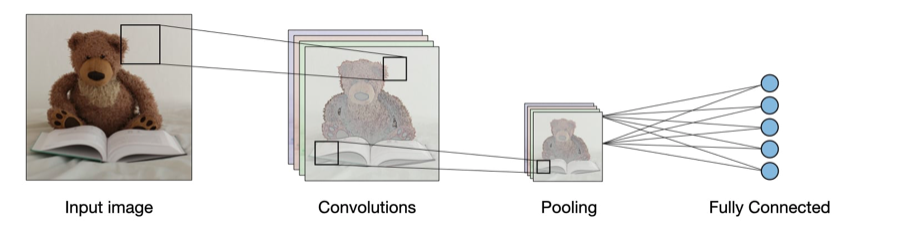 Input image
Convolutions
Pooling
Fully Connected